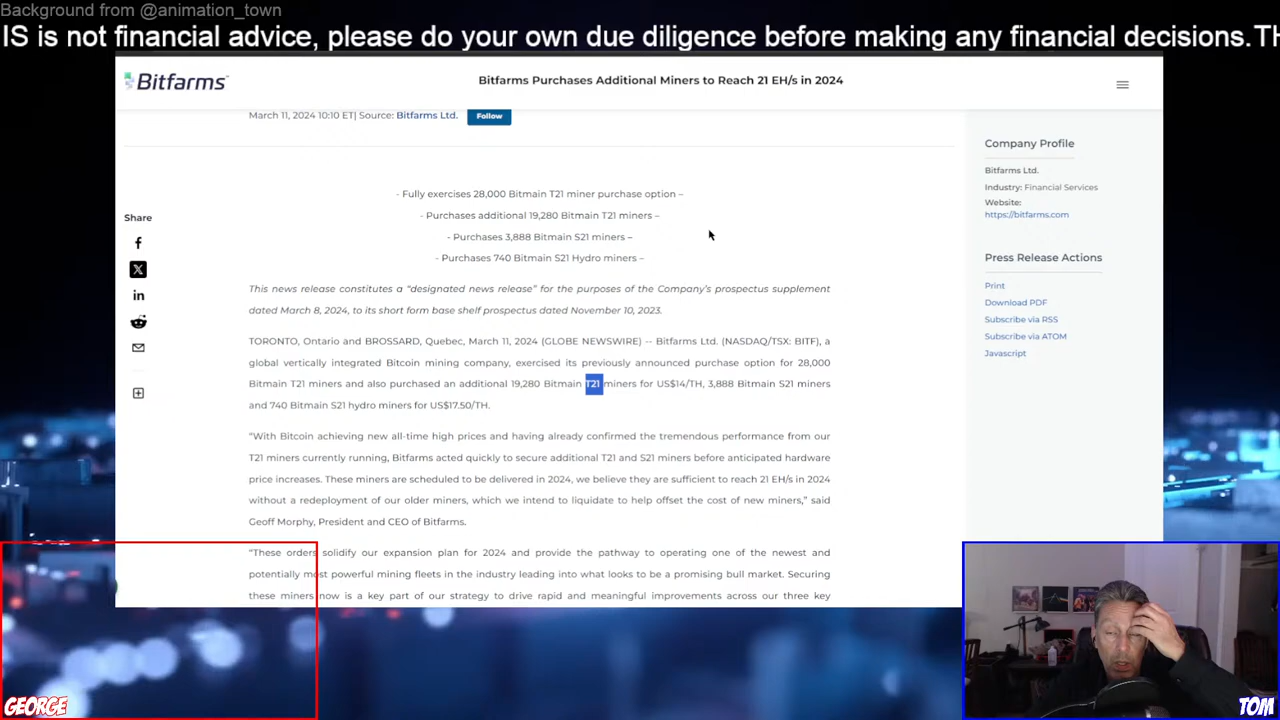 Background from @animation_town
IS is not financial advice, please do your own due diligence before making any financial decisions.TH
Bitfarms
Bitfarms Purchases Additional Miners to Reach 21 EH/s in 2024
March 11, 2024 10:10 ET| Source: Bitfarms Ltd. Follow
Share
- Fully exercises 28,000 Bitmain T21 miner purchase option –
- Purchases additional 19,280 Bitmain T21 miners –
- Purchases 3,888 Bitmain S21 miners –
- Purchases 740 Bitmain S21 Hydro miners –
This news release constitutes a “designated news release” for the purposes of the Company’s prospectus supplement
dated March 8, 2024, to its short form base shelf prospectus dated November 10, 2023.
TORONTO, Ontario and BROSSARD, Quebec, March 11, 2024 (GLOBE NEWSWIRE) -- Bitfarms Ltd. (NASDAQ/TSX: BITF), a
global vertically integrated Bitcoin mining company, exercised its previously announced purchase option for 28,000
Bitmain T21 miners and also purchased an additional 19,280 Bitmain T21 miners for US$14/TH, 3,888 Bitmain S21 miners
and 740 Bitmain S21 hydro miners for US$17.50/TH.
“With Bitcoin achieving new all-time high prices and having already confirmed the tremendous performance from our
T21 miners currently running, Bitfarms acted quickly to secure additional T21 and S21 miners before anticipated hardware
price increases. These miners are scheduled to be delivered in 2024, we believe they are sufficient to reach 21 EH/s in 2024
without a redeployment of our older miners, which we intend to liquidate to help offset the cost of new miners,” said
Geoff Morphy, President and CEO of Bitfarms.
“These orders solidify our expansion plan for 2024 and provide the pathway to operating one of the newest and
potentially most powerful mining fleets in the industry leading into what looks to be a promising bull market. Securing
these miners now is a key part of our strategy to drive rapid and meaningful improvements across our three key
Company Profile
Bitfarms Ltd.
Industry: Financial Services
Website:
https://bitfarms.com
Press Release Actions
Print
Download PDF
Subscribe via RSS
Subscribe via ATOM
Javascript
GEORGE
TOM